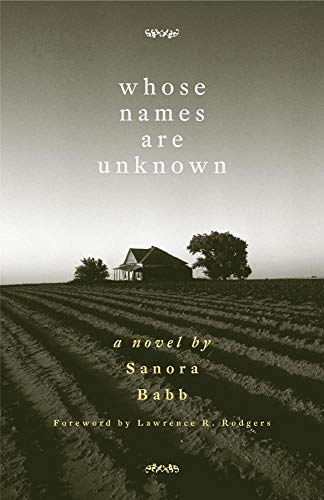 whose
names
are
unknown
a novel by
Sanora
Babb
Foreword by Lawrence R. Rodgers